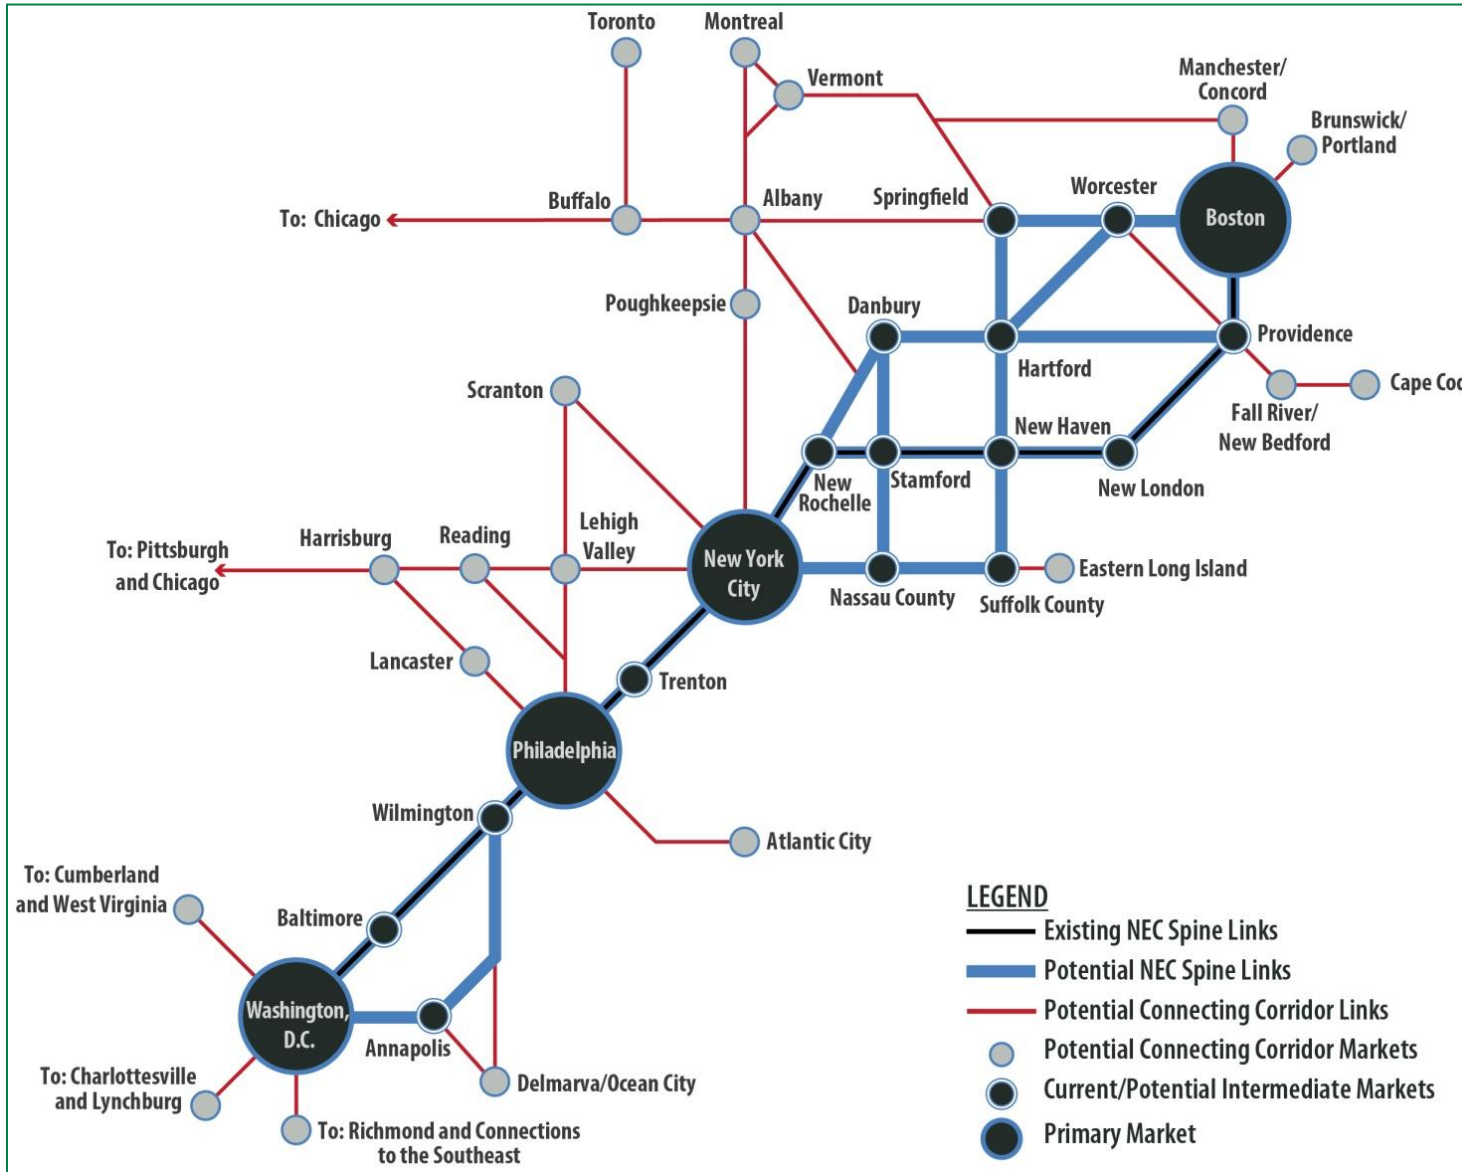 Toronto
Montreal
Vermont
Manchester/
Concord
Brunswick/
Portland
To: Chicago
Buffalo
Albany
Springfield
Worcester
Boston
Poughkeepsie
Danbury
Hartford
Providence
Scranton
New Haven
Fall River/
New Bedford
Cape Cod
New
Rochelle
Stamford
New London
To: Pittsburgh
and Chicago
Harrisburg
Reading
Lehigh
Valley
New York
City
Nassau County
Suffolk County
Eastern Long Island
Lancaster
Trenton
Philadelphia
Wilmington
Atlantic City
To: Cumberland
and West Virginia
Baltimore
Washington,
D.C.
Annapolis
Delmarva/Ocean City
To: Charlottesville
and Lynchburg
To: Richmond and Connections
to the Southeast
LEGEND
Existing NEC Spine Links
Potential NEC Spine Links
Potential Connecting Corridor Links
Potential Connecting Corridor Markets
Current/Potential Intermediate Markets
Primary Market